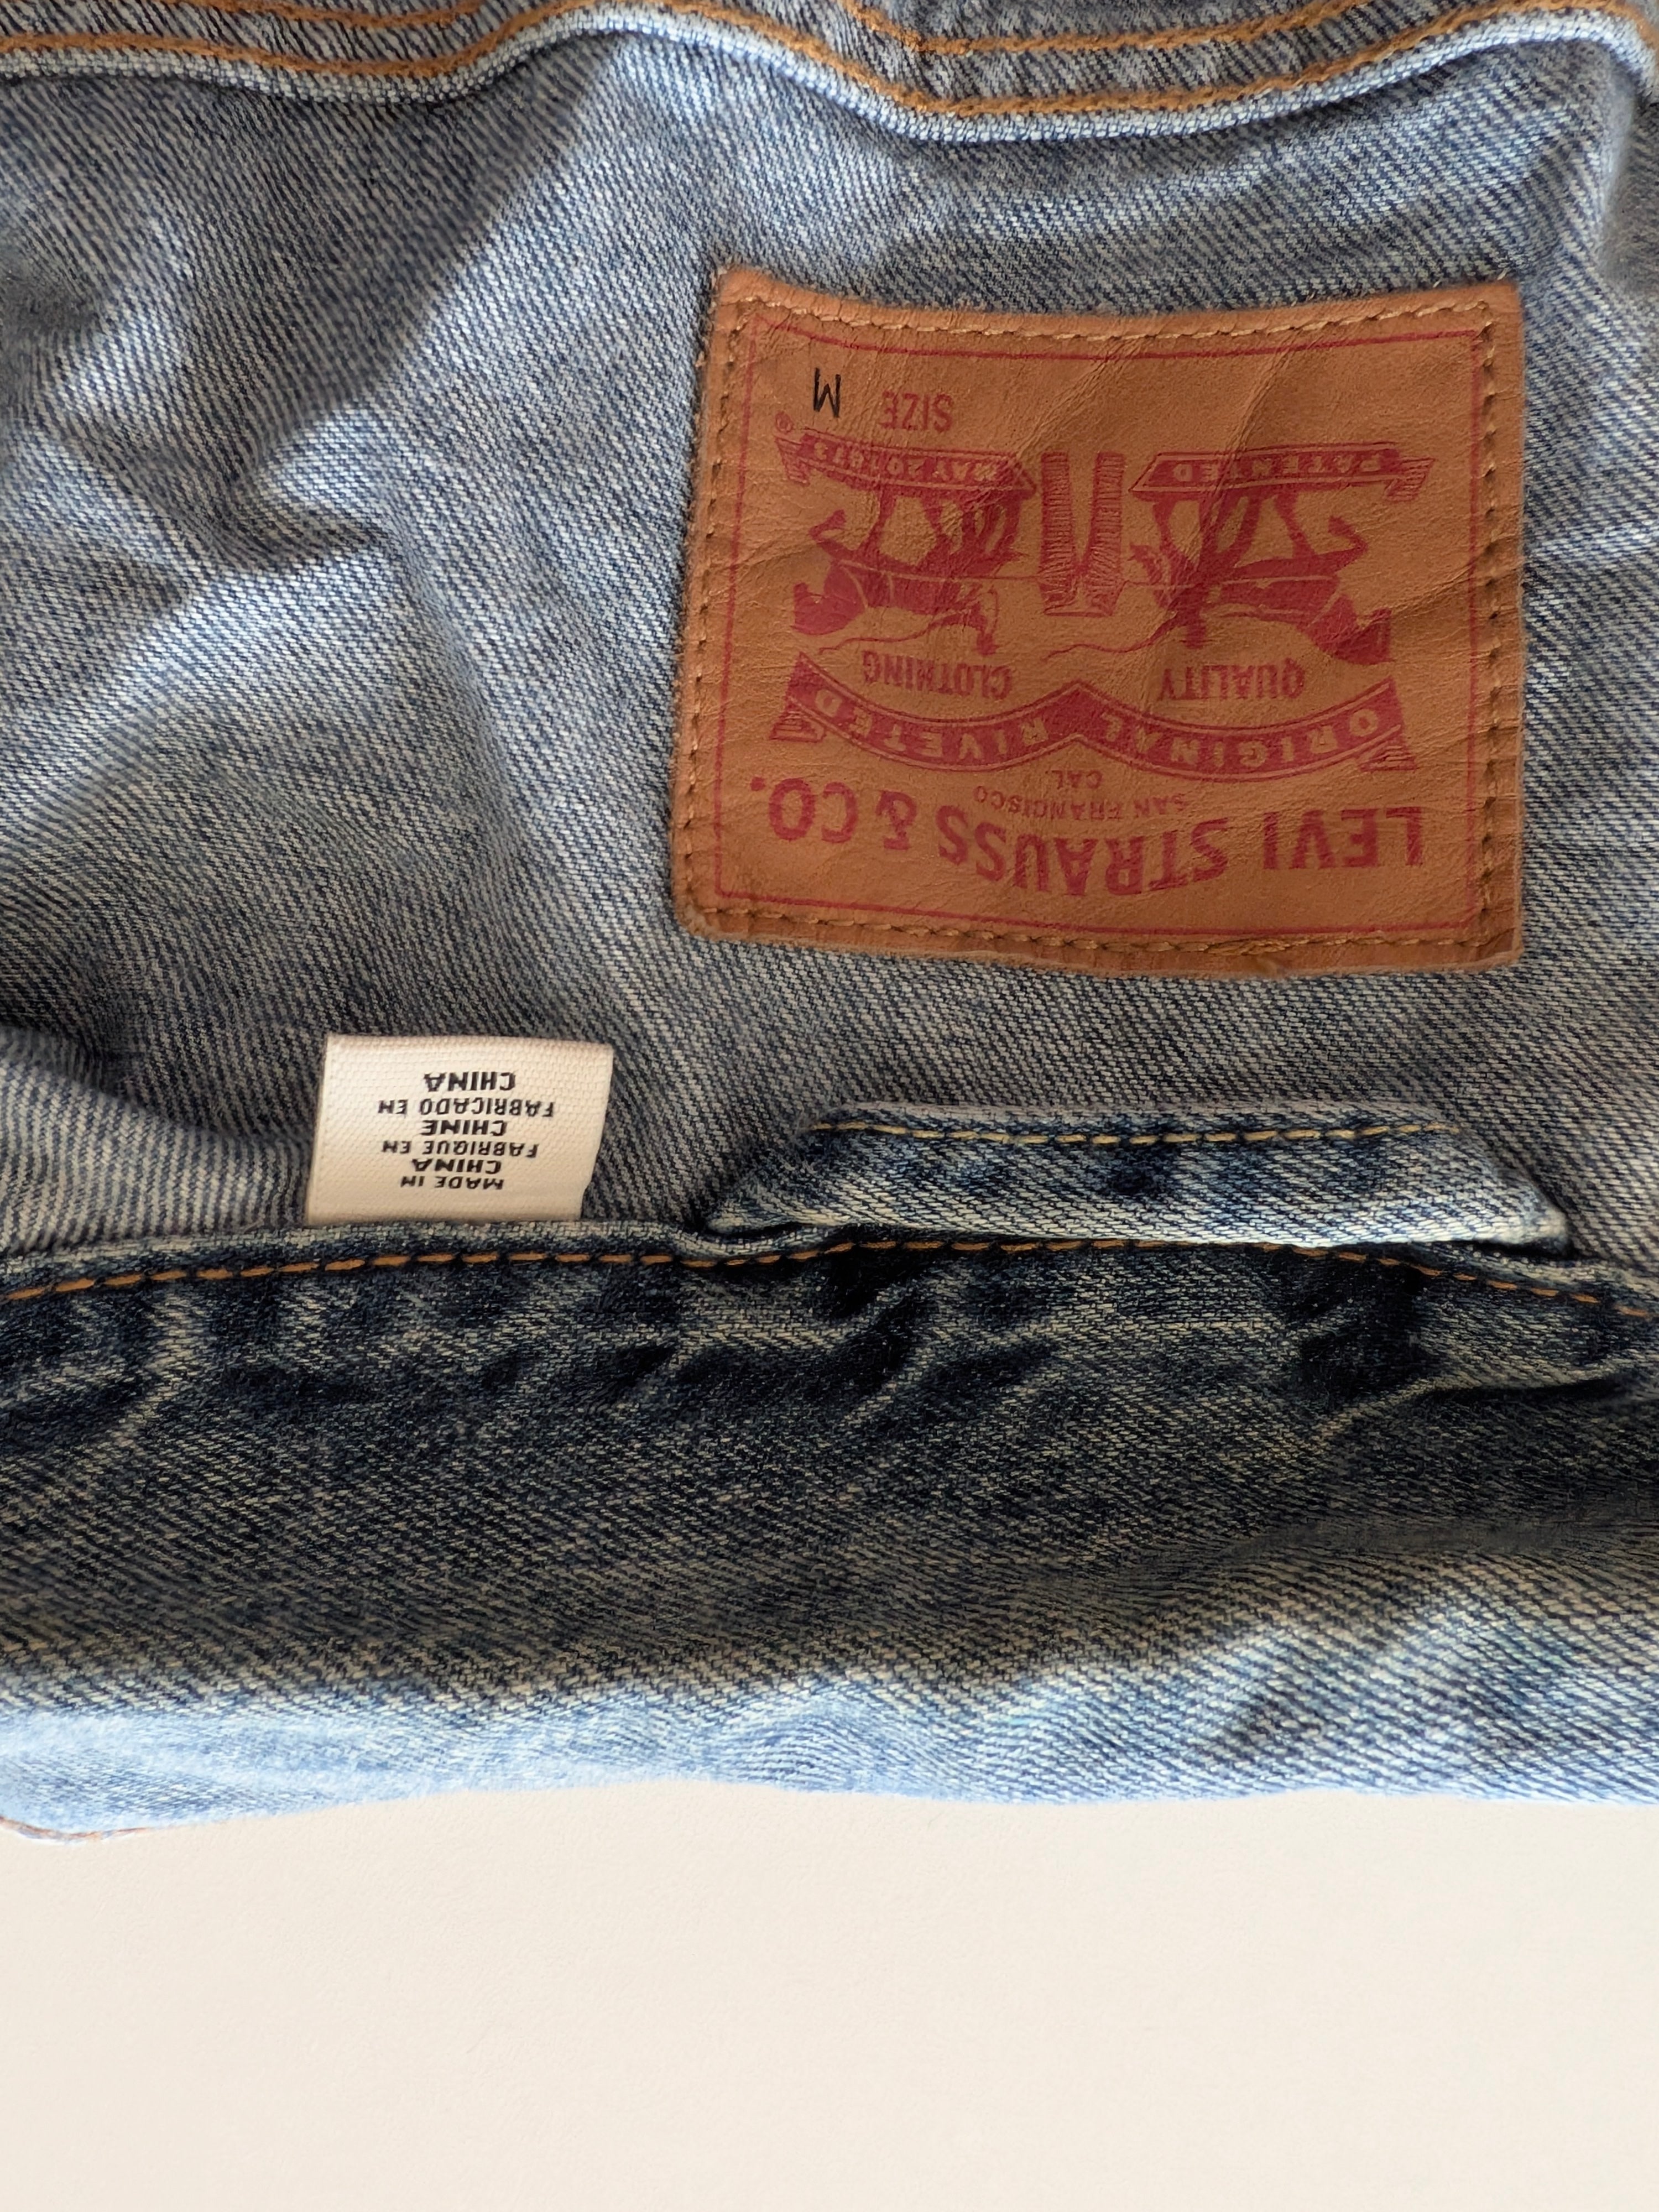 LEVI STRAUSS & CO.
SAN FRANCISCO
CAL
ORIGINAL RIVETED
QUALITY CLOTHING
PATENTED MAY 20 1873
®
SIZE M
MADE IN
CHINA
FABRIQUE EN
CHINE
FABRICADO EN
CHINA